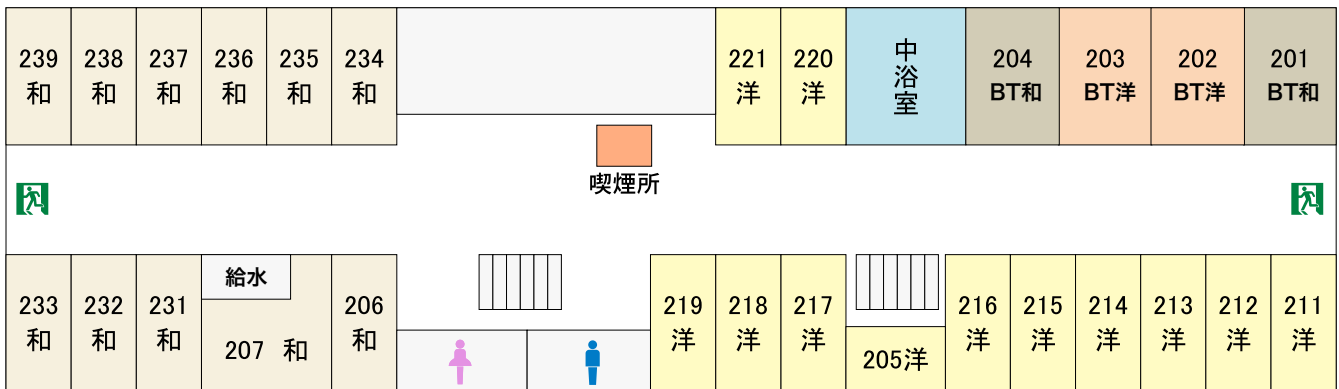 239
和
238
和
237
和
236
和
235
和
234
和
221
洋
220
洋
中
浴
室
204
BT和
203
BT洋
202
BT洋
201
BT和
喫煙所
233
和
232
和
231
和
給水
207 和
206
和
219
洋
218
洋
217
洋
205洋
216
洋
215
洋
214
洋
213
洋
212
洋
211
洋